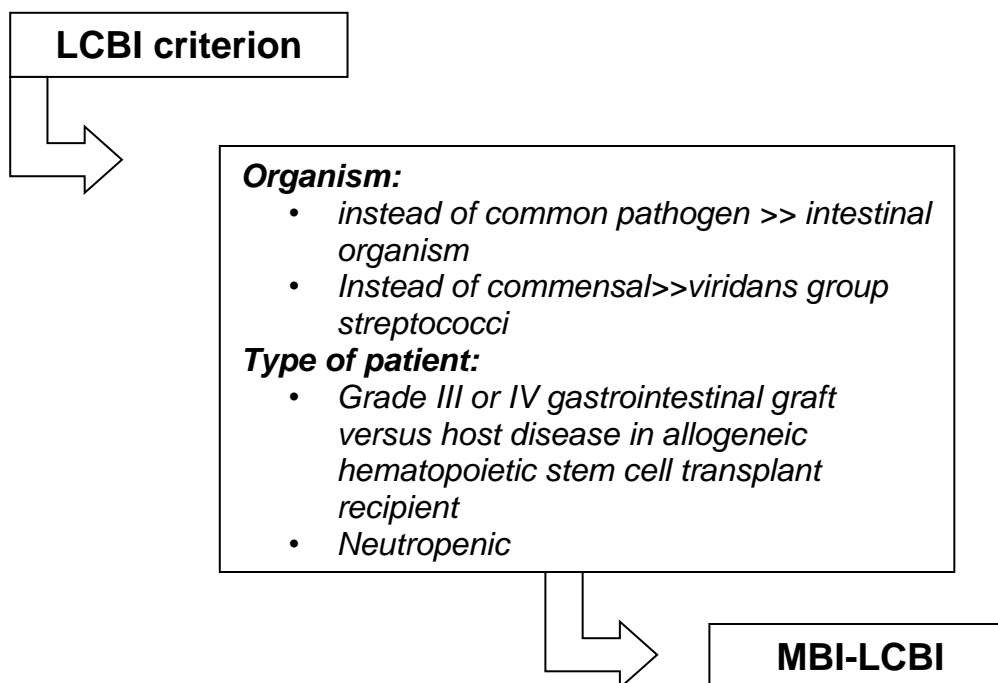 LCBI criterion
Organism:
• instead of common pathogen >> intestinal
organism
• Instead of commensal>>viridans group
streptococci
Type of patient:
• Grade III or IV gastrointestinal graft
versus host disease in allogeneic
hematopoietic stem cell transplant
recipient
• Neutropenic
MBI-LCBI